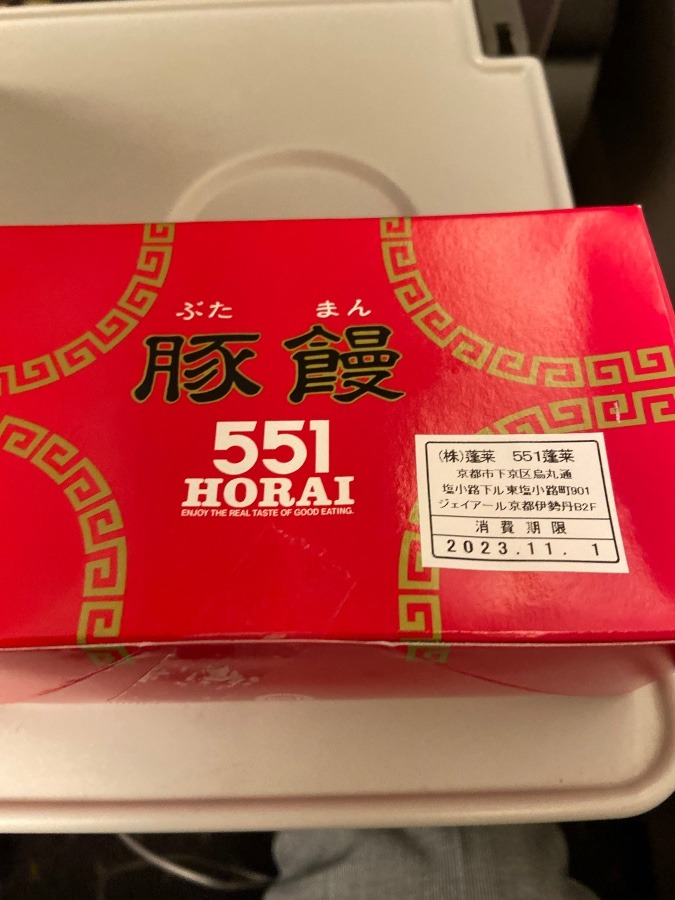 ぶた まん
豚饅
551
HORAI
ENJOY THE REAL TASTE OF GOOD EATING.
(株)蓬莱 551蓬莱
京都市下京区烏丸通
塩小路下ル東塩小路町901
ジェイアール京都伊勢丹B2F
消費期限
2023.11. 1